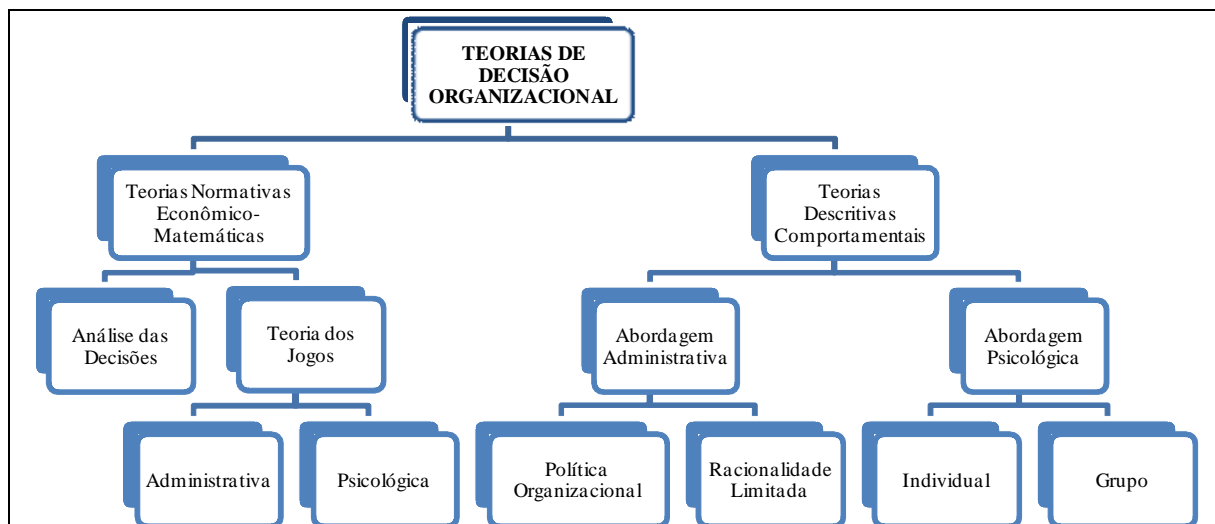 TEORIAS DE
DECISÃO
ORGANIZACIONAL
Teorias Normativas
Econômico-
Matemáticas
Teorias
Descritivas
Comportamentais
Análise das
Decisões
Teoria dos
Jogos
Abordagem
Administrativa
Abordagem
Psicológica
Administrativa
Psicológica
Política
Organizacional
Racionalidade
Limitada
Individual
Grupo